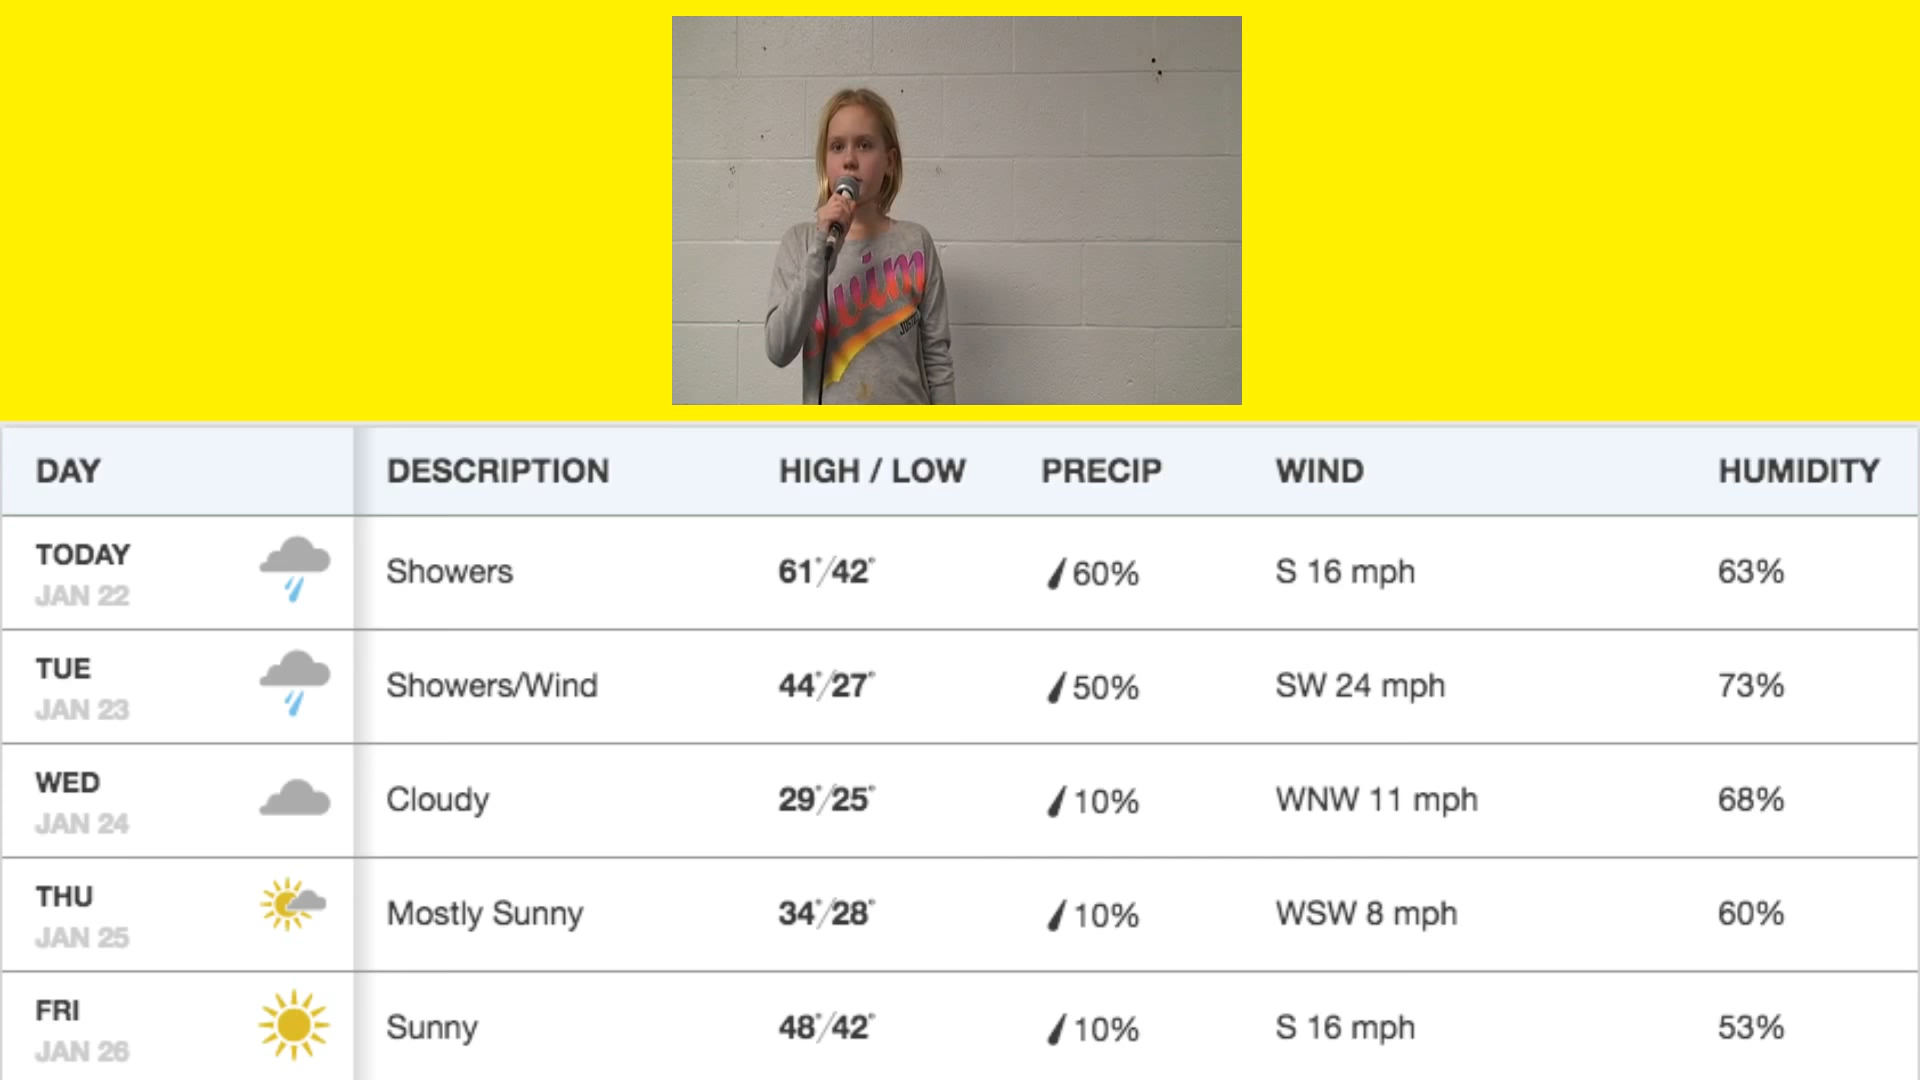 Swim
DAY DESCRIPTION HIGH / LOW PRECIP WIND HUMIDITY
TODAY
JAN 22
Showers 61°/42° 60% S 16 mph 63%
TUE
JAN 23
Showers/Wind 44°/27° 50% SW 24 mph 73%
WED
JAN 24
Cloudy 29°/25° 10% WNW 11 mph 68%
THU
JAN 25
Mostly Sunny 34°/28° 10% WSW 8 mph 60%
FRI
JAN 26
Sunny 48°/42° 10% S 16 mph 53%